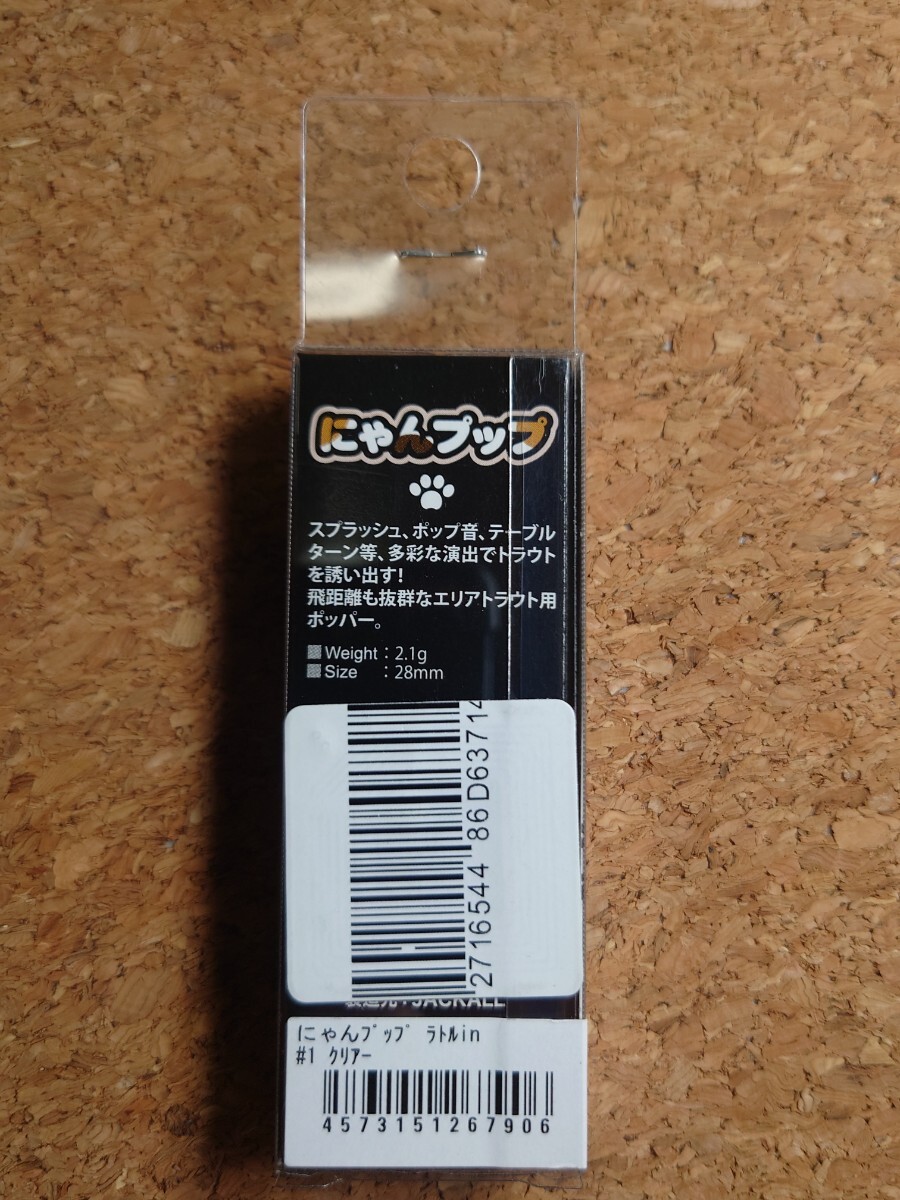 にゃんプップ
スプラッシュ、ポップ音、テーブル
ターン等、多彩な演出でトラウト
を誘い出す!
飛距離も抜群なエリアトラウト用
ポッパー。
Weight : 2.1g
Size : 28mm
2716544 86D63714
製造元:JACKALL
にゃんプップ ラトルin
#1 クリアー
4573151267906